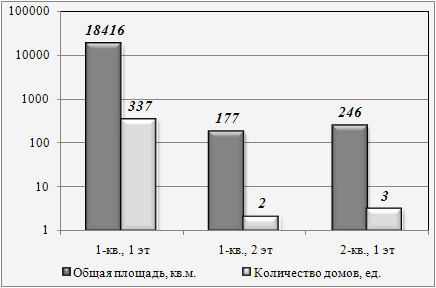 100000
10000
1000
100
10
1
18416
337
177
2
246
3
1-кв., 1 эт
1-кв., 2 эт
2-кв., 1 эт
Общая площадь, кв.м.
Количество домов, ед.